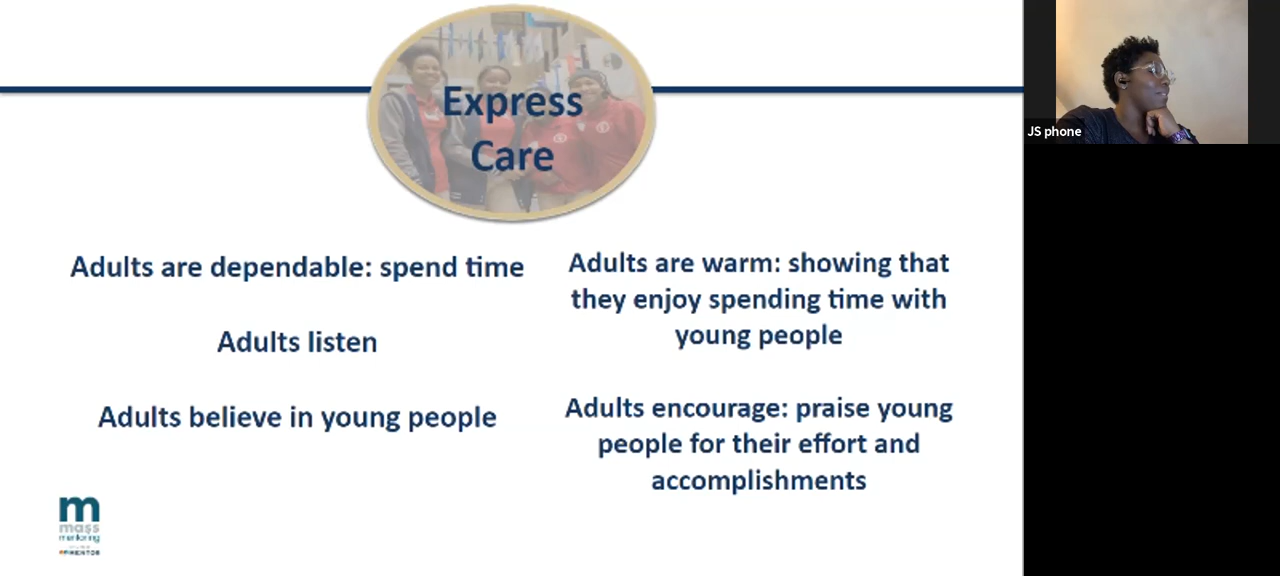 Express
Care
JS phone
Adults are dependable: spend time
Adults listen
Adults believe in young people
Adults are warm: showing that
they enjoy spending time with
young people
Adults encourage: praise young
people for their effort and
accomplishments
m
mass
mentoring
MENTOR